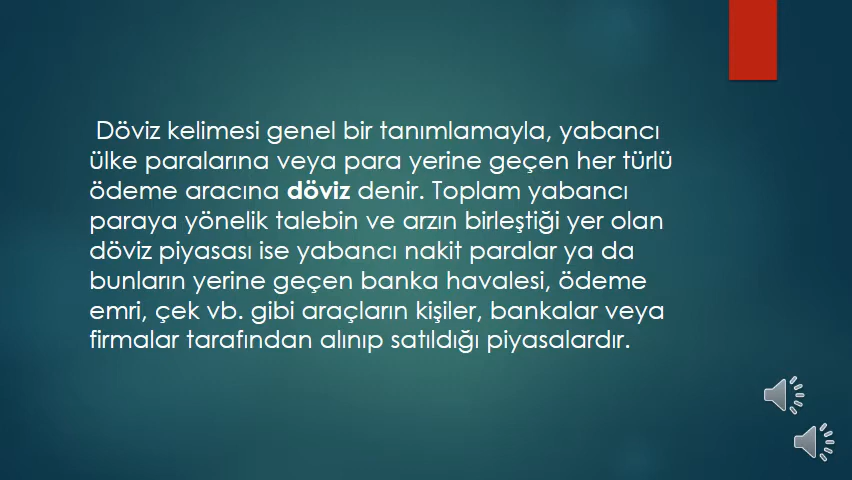 Döviz kelimesi genel bir tanımlamayla, yabancı
ülke paralarına veya para yerine geçen her türlü
ödeme aracına döviz denir. Toplam yabancı
paraya yönelik talebin ve arzın birleştiği yer olan
döviz piyasası ise yabancı nakit paralar ya da
bunların yerine geçen banka havalesi, ödeme
emri, çek vb. gibi araçların kişiler, bankalar veya
firmalar tarafından alınıp satıldığı piyasalardır.